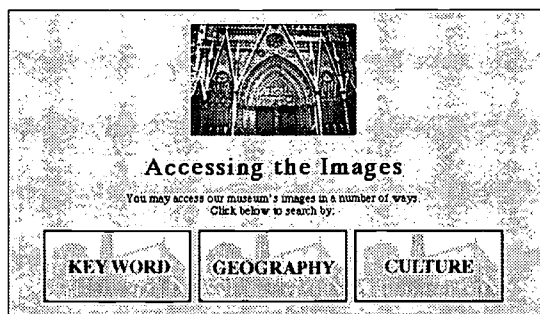 Accessing the Images
You may access our museum's images in a number of ways.
Click below to search by:
KEY WORD GEOGRAPHY CULTURE